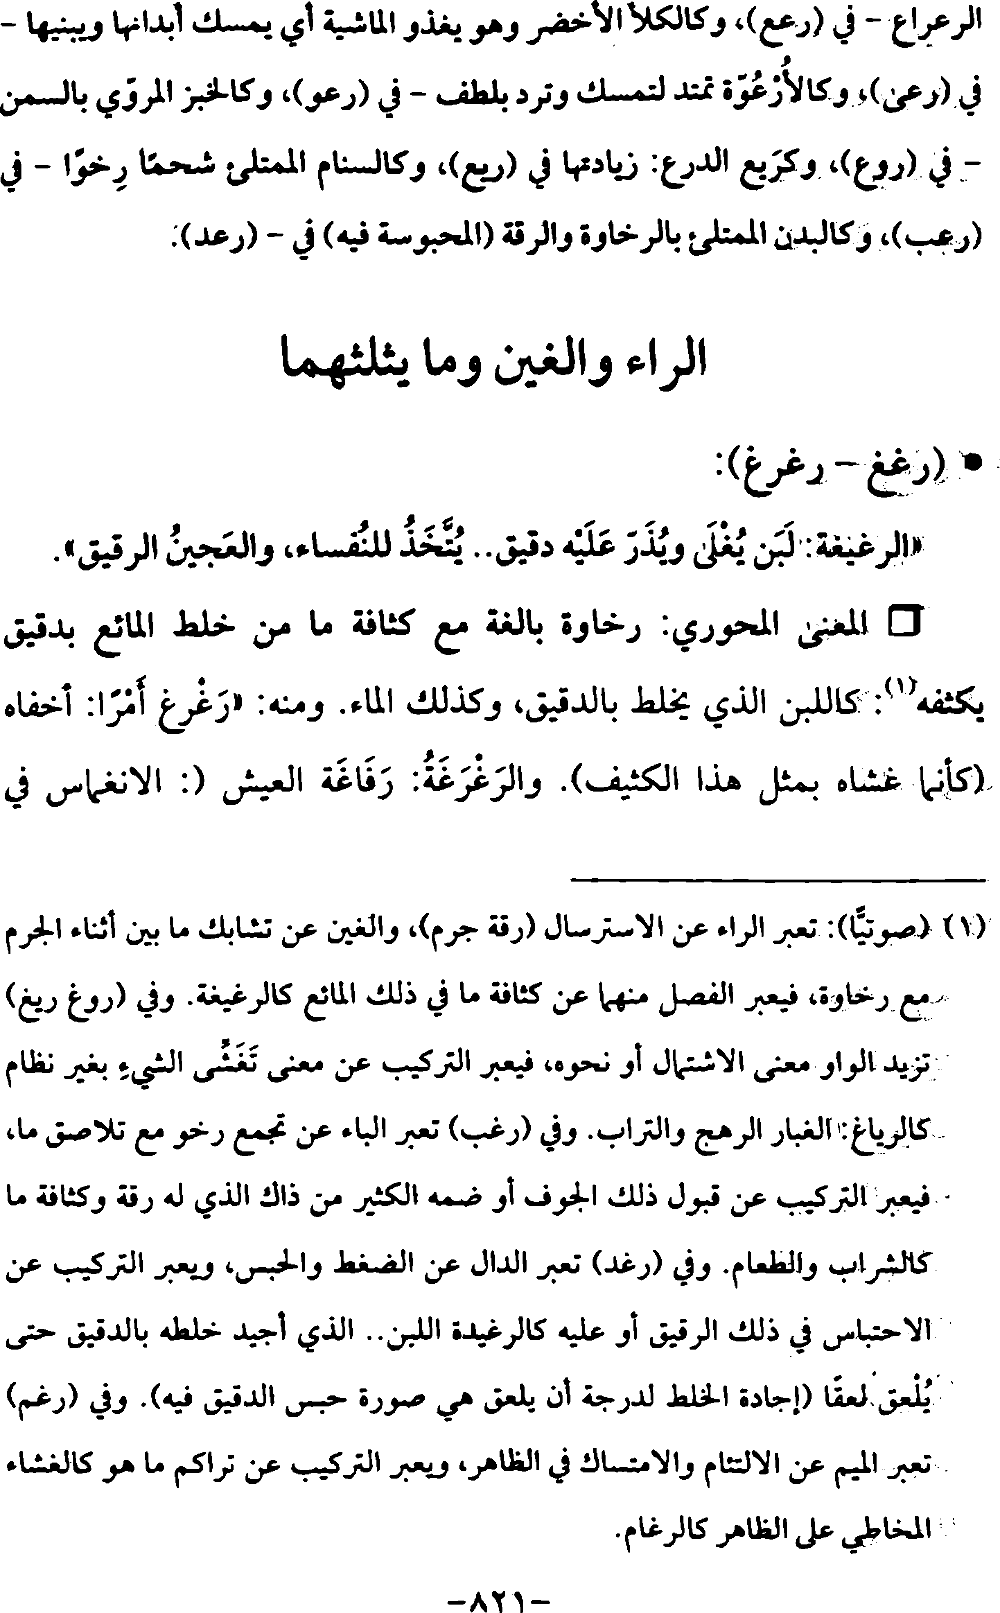 الرعراع - في (رعع)، وكالكلأ الأخضر وهو يغذو الماشية أي يمسك أبدانها ويبنيها -
في (رعى)، وكالأُرْعُوّة تمتد لتمسك وترد بلطف - في (رعو)، وكالخبز المروّي بالسمن
- في (روع)، وكرَيع الدرع: زيادتها في (ريع)، وكالسنام الممتلئ شحمًا رِخوًا - في
(رعب)، وكالبدن الممتلئ بالرخاوة والرقة (المحبوسة فيه) في - (رعد).
الراء والغين وما يثلثهما
• (رغغ - رغرغ):
«الرغيغة: لَبَن يُغْلَى ويُذَرّ عَلَيْه دقيق.. يُتَّخَذُ للنُفساء، والعَجينُ الرقيق».
□ المعنى المحوري: رخاوة بالغة مع كثافة ما من خلط المائع بدقيق
يكثفه(١): كاللبن الذي يخلط بالدقيق، وكذلك الماء. ومنه: «رَغْرغ أَمْرًا: أخفاه
(كأنما غشاه بمثل هذا الكثيف). والرَغْرَغَةُ: رَفَاغَة العيش (: الانغماس في
(١) (صوتيًّا): تعبر الراء عن الاسترسال (رقة جرم)، والغين عن تشابك ما بين أثناء الجرم
مع رخاوة، فيعبر الفصل منهما عن كثافة ما في ذلك المائع كالرغيغة. وفي (روغ ريغ)
تزيد الواو معنى الاشتمال أو نحوه، فيعبر التركيب عن معنى تَفَشِّى الشيء بغير نظام
كالرياغ: الغبار الرهج والتراب. وفي (رغب) تعبر الباء عن تجمع رخو مع تلاصق ما،
فيعبر التركيب عن قبول ذلك الجوف أو ضمه الكثير من ذاك الذي له رقة وكثافة ما
كالشراب والطعام. وفي (رغد) تعبر الدال عن الضغط والحبس، ويعبر التركيب عن
الاحتباس في ذلك الرقيق أو عليه كالرغيدة اللبن.. الذي أجيد خلطه بالدقيق حتى
يُلْعق لعقًا (إجادة الخلط لدرجة أن يلعق هي صورة حبس الدقيق فيه). وفي (رغم)
تعبر الميم عن الالتئام والامتساك في الظاهر، ويعبر التركيب عن تراكم ما هو كالغشاء
المخاطي على الظاهر كالرغام.
-٨٢١-